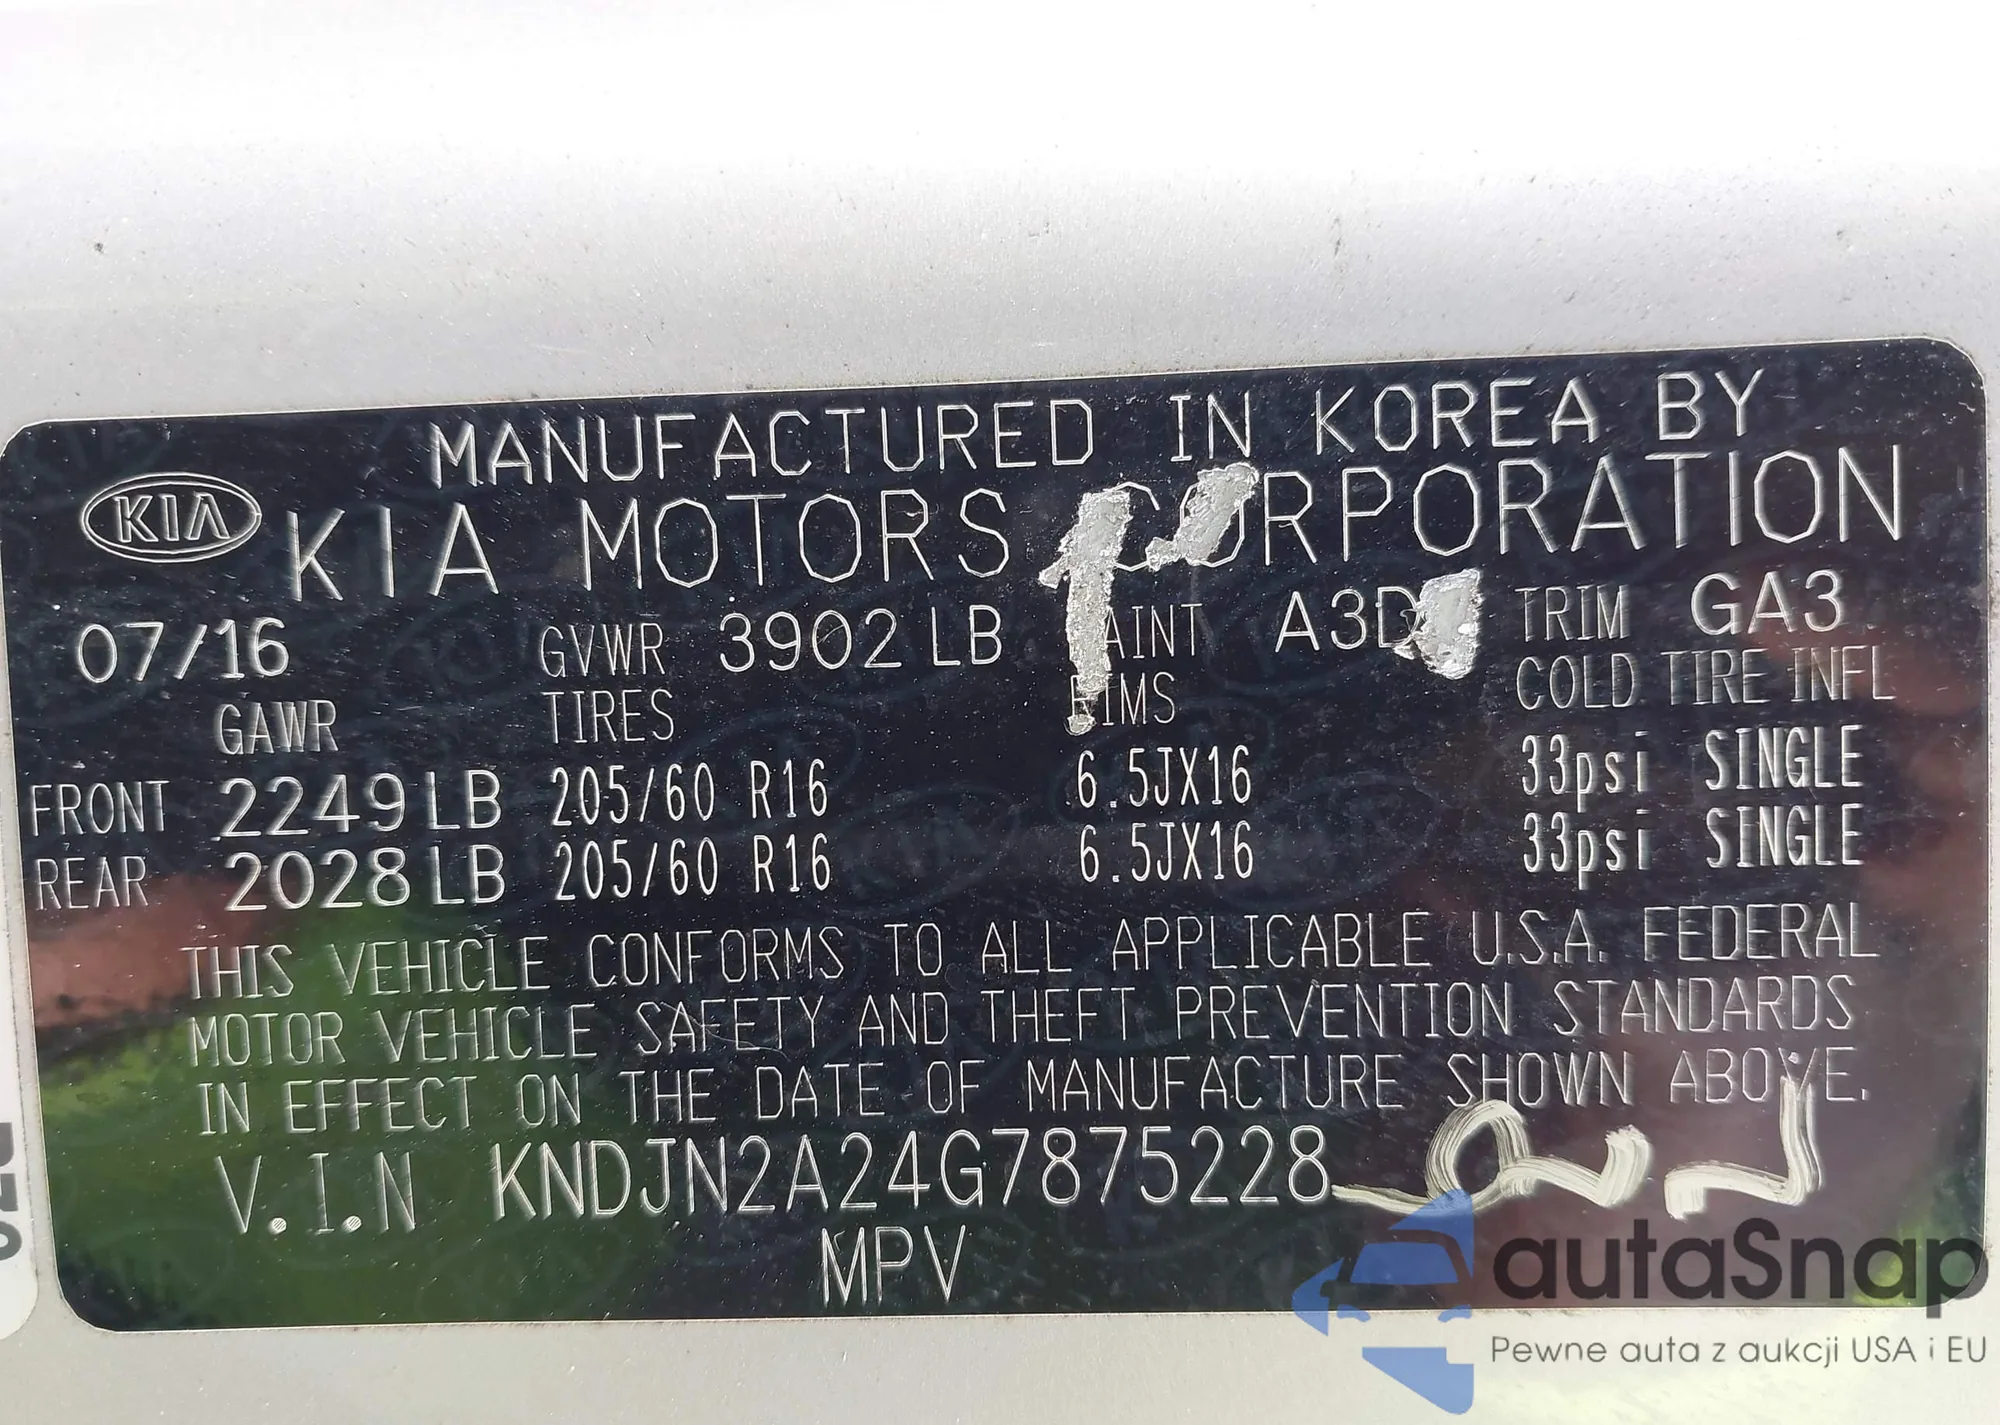 MANUFACTURED IN KOREA BY
KIA KIA MOTORS CORPORATION
07/16 GVWR 3902 LB PAINT A3D TRIM GA3
GAWR TIRES RIMS COLD TIRE INFL
FRONT 2249 LB 205/60 R16 6.5JX16 33psi SINGLE
REAR 2028 LB 205/60 R16 6.5JX16 33psi SINGLE
THIS VEHICLE CONFORMS TO ALL APPLICABLE U.S.A. FEDERAL
MOTOR VEHICLE SAFETY AND THEFT PREVENTION STANDARDS
IN EFFECT ON THE DATE OF MANUFACTURE SHOWN ABOVE.
V.I.N KNDJN2A24G7875228
MPV
autaSnap
Pewne auta z aukcji USA i EU